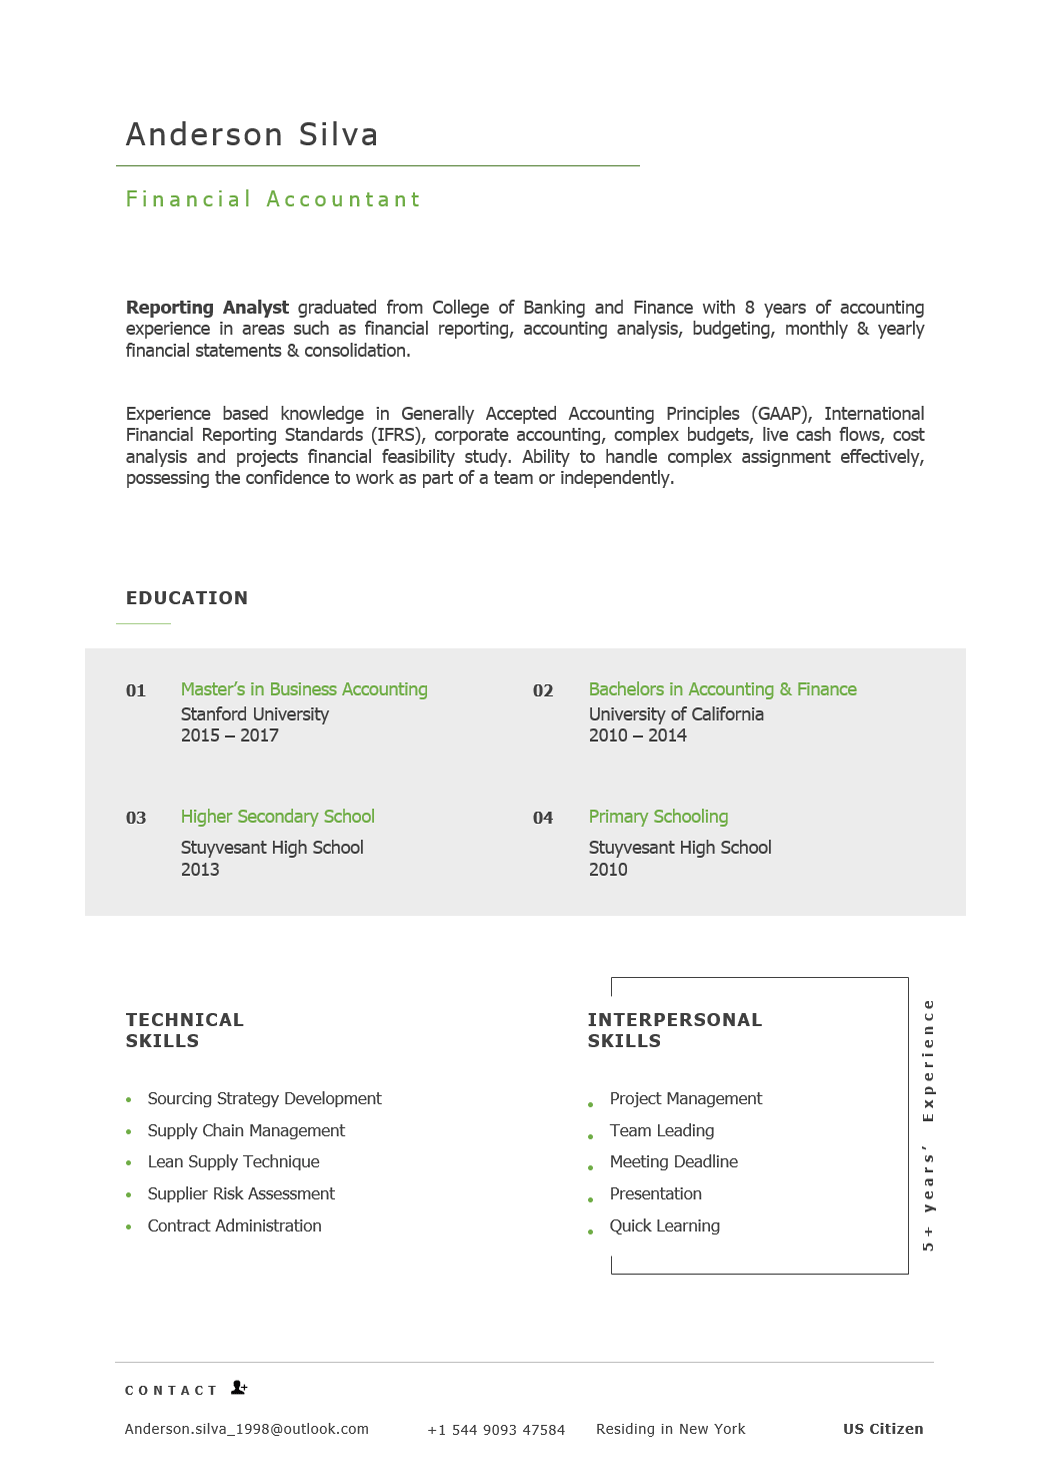 Anderson Silva
Financial Accountant
Reporting Analyst graduated from College of Banking and Finance with 8 years of accounting
experience in areas such as financial reporting, accounting analysis, budgeting, monthly & yearly
financial statements & consolidation.
Experience based knowledge in Generally Accepted Accounting Principles (GAAP), International
Financial Reporting Standards (IFRS), corporate accounting, complex budgets, live cash flows, cost
analysis and projects financial feasibility study. Ability to handle complex assignment effectively,
possessing the confidence to work as part of a team or independently.
EDUCATION
01 Master’s in Business Accounting
Stanford University
2015 – 2017
02 Bachelors in Accounting & Finance
University of California
2010 – 2014
03 Higher Secondary School
Stuyvesant High School
2013
04 Primary Schooling
Stuyvesant High School
2010
TECHNICAL
SKILLS
• Sourcing Strategy Development
• Supply Chain Management
• Lean Supply Technique
• Supplier Risk Assessment
• Contract Administration
INTERPERSONAL
SKILLS
• Project Management
• Team Leading
• Meeting Deadline
• Presentation
• Quick Learning
5+ years’ Experience
CONTACT
Anderson.silva_1998@outlook.com +1 544 9093 47584 Residing in New York US Citizen